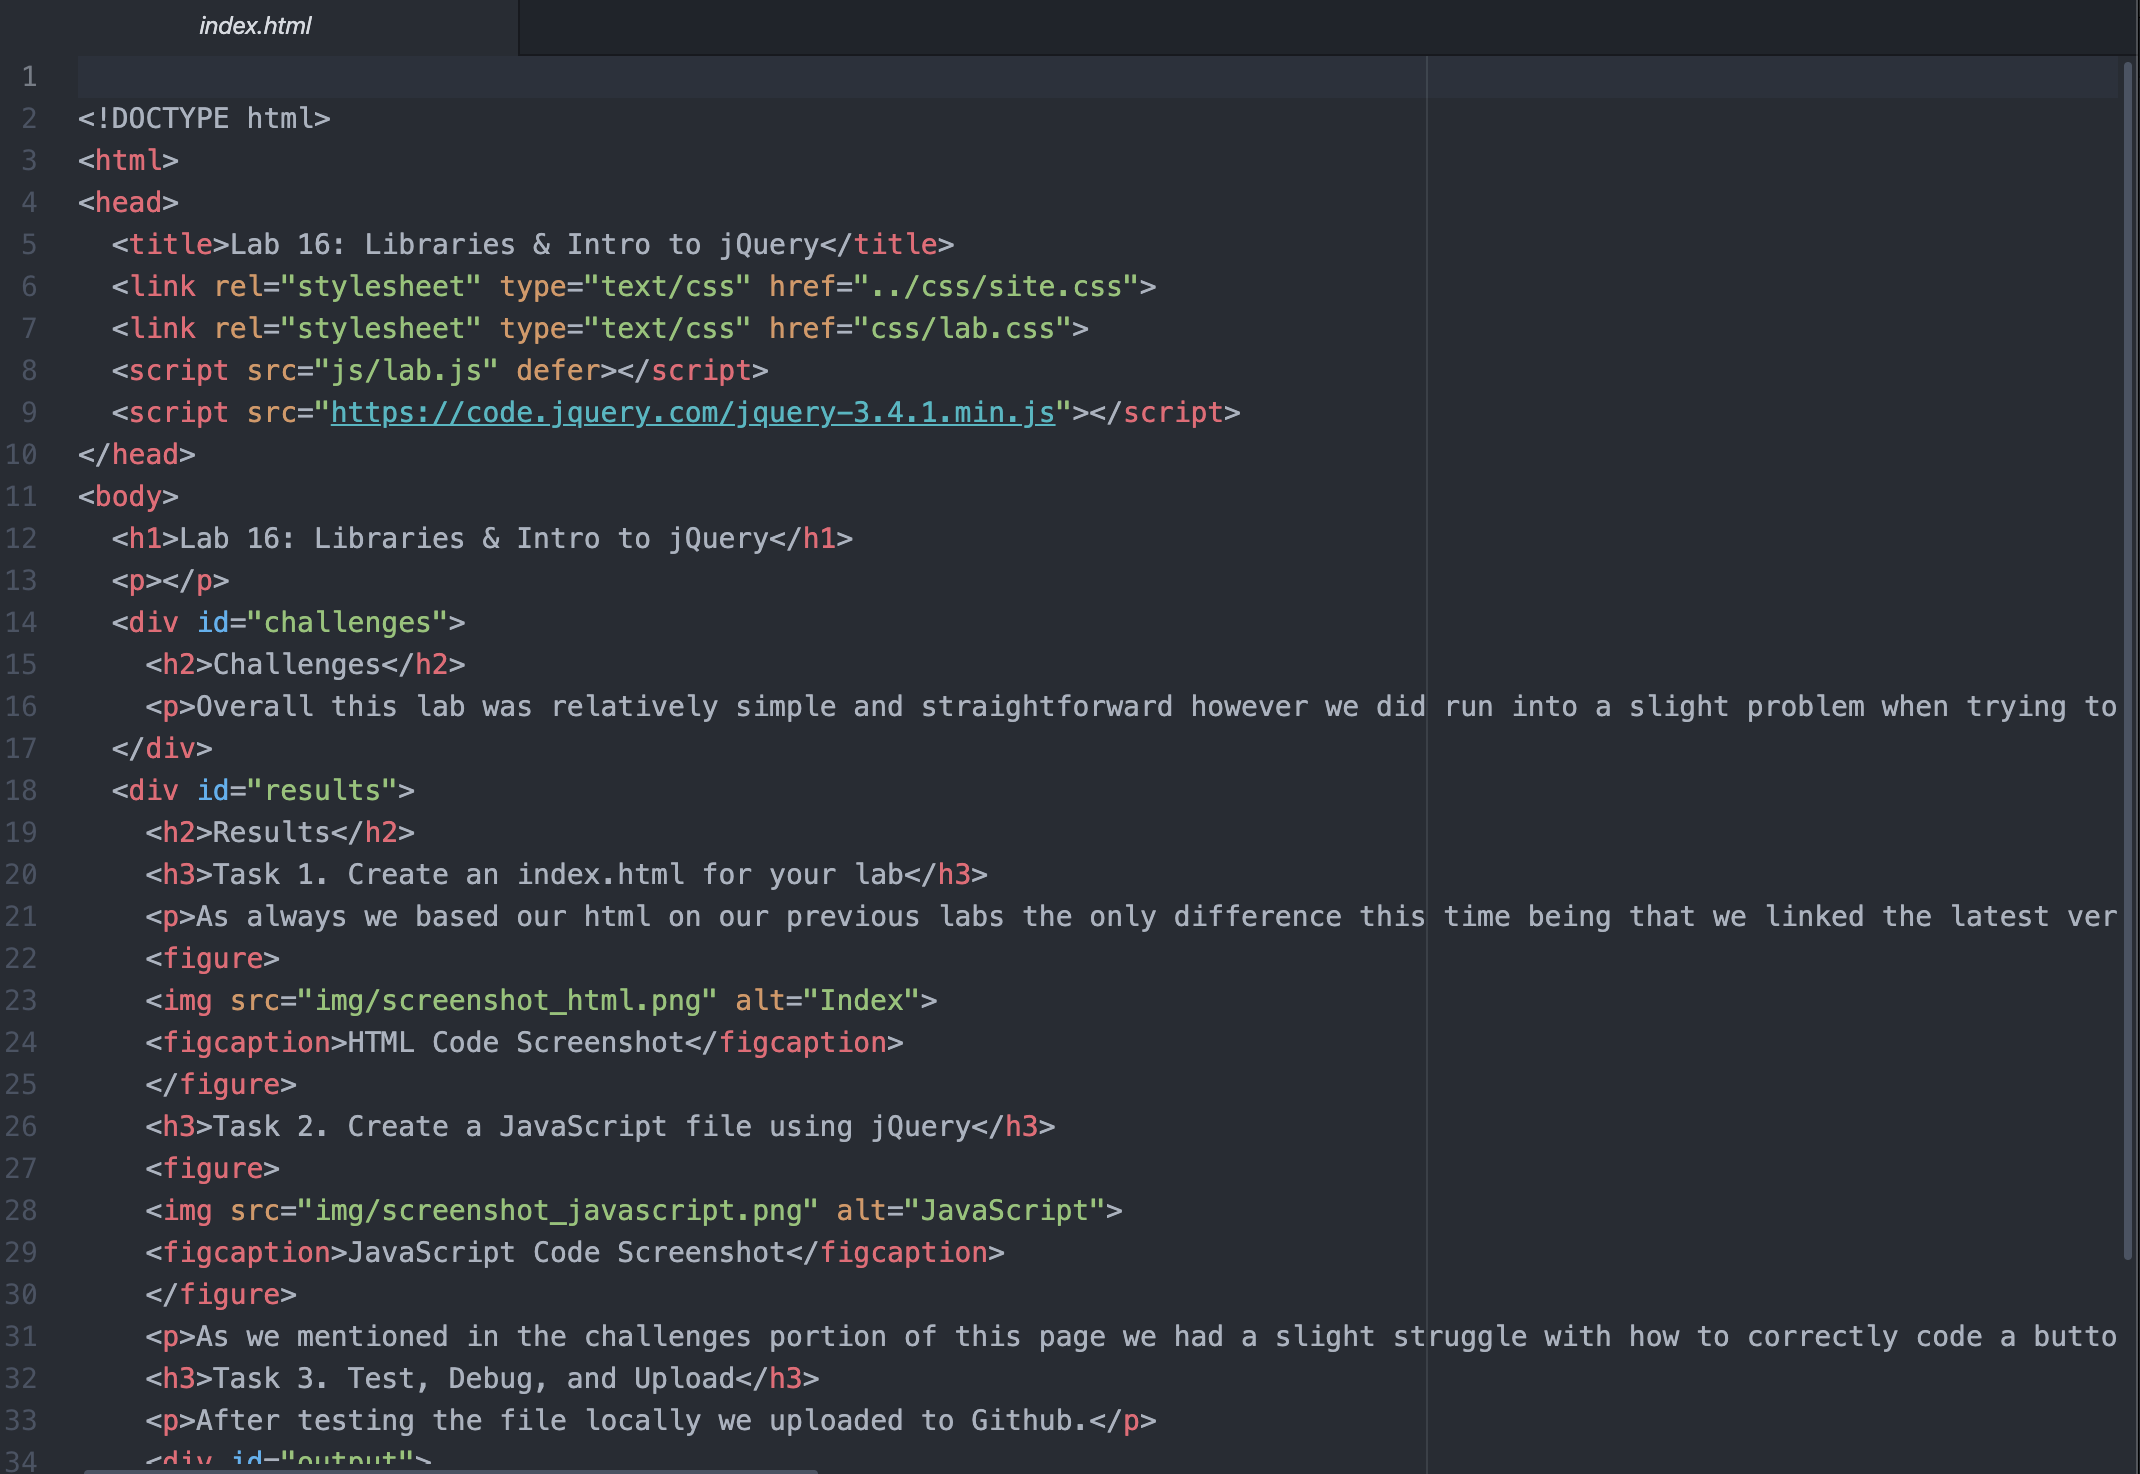 index.html
1
2 <!DOCTYPE html>
3 <html>
4 <head>
5 <title>Lab 16: Libraries & Intro to jQuery</title>
6 <link rel="stylesheet" type="text/css" href="../css/site.css">
7 <link rel="stylesheet" type="text/css" href="css/lab.css">
8 <script src="js/lab.js" defer></script>
9 <script src="https://code.jquery.com/jquery-3.4.1.min.js"></script>
10 </head>
11 <body>
12 <h1>Lab 16: Libraries & Intro to jQuery</h1>
13 <p></p>
14 <div id="challenges">
15 <h2>Challenges</h2>
16 <p>Overall this lab was relatively simple and straightforward however we did run into a slight problem when trying to
17 </div>
18 <div id="results">
19 <h2>Results</h2>
20 <h3>Task 1. Create an index.html for your lab</h3>
21 <p>As always we based our html on our previous labs the only difference this time being that we linked the latest ver
22 <figure>
23 <img src="img/screenshot_html.png" alt="Index">
24 <figcaption>HTML Code Screenshot</figcaption>
25 </figure>
26 <h3>Task 2. Create a JavaScript file using jQuery</h3>
27 <figure>
28 <img src="img/screenshot_javascript.png" alt="JavaScript">
29 <figcaption>JavaScript Code Screenshot</figcaption>
30 </figure>
31 <p>As we mentioned in the challenges portion of this page we had a slight struggle with how to correctly code a butto
32 <h3>Task 3. Test, Debug, and Upload</h3>
33 <p>After testing the file locally we uploaded to Github.</p>
34 <div id="output">